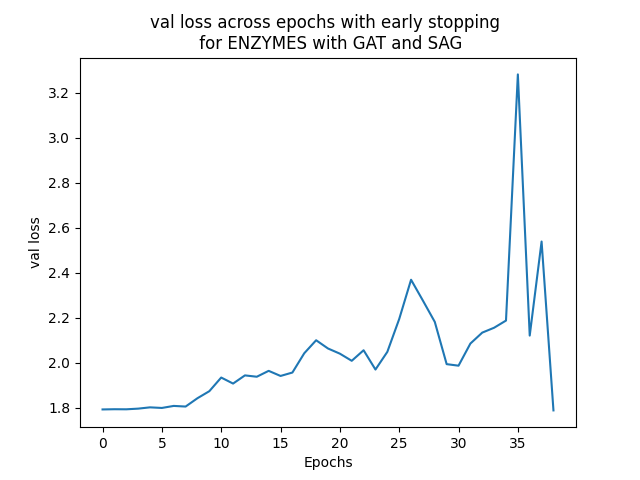 val loss across epochs with early stopping
for ENZYMES with GAT and SAG
3.2
3.0
2.8
2.6
2.4
2.2
2.0
1.8
val loss
0 5 10 15 20 25 30 35
Epochs